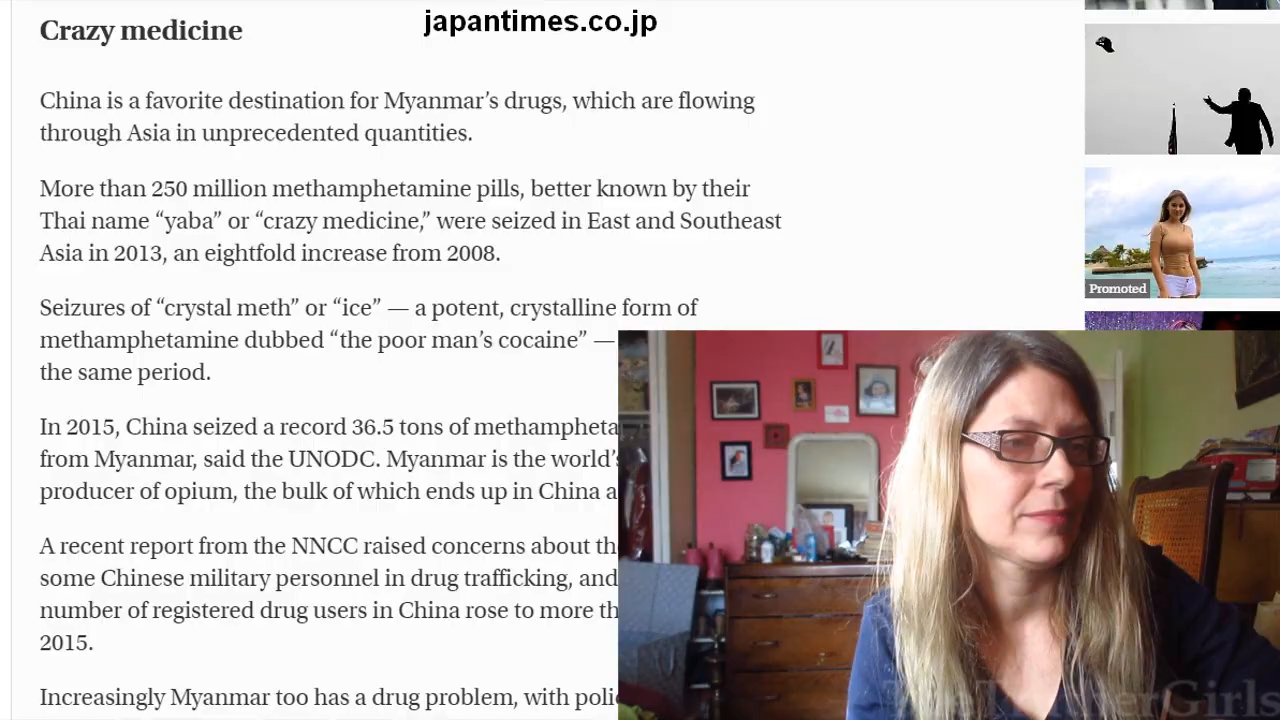 japantimes.co.jp
Crazy medicine
China is a favorite destination for Myanmar’s drugs, which are flowing
through Asia in unprecedented quantities.
More than 250 million methamphetamine pills, better known by their
Thai name “yaba” or “crazy medicine,” were seized in East and Southeast
Asia in 2013, an eightfold increase from 2008.
Seizures of “crystal meth” or “ice” — a potent, crystalline form of
methamphetamine dubbed “the poor man’s cocaine” —
the same period.
In 2015, China seized a record 36.5 tons of methampheta
from Myanmar, said the UNODC. Myanmar is the world’s
producer of opium, the bulk of which ends up in China a
A recent report from the NNCC raised concerns about th
some Chinese military personnel in drug trafficking, and
number of registered drug users in China rose to more th
2015.
Increasingly Myanmar too has a drug problem, with polic
Promoted